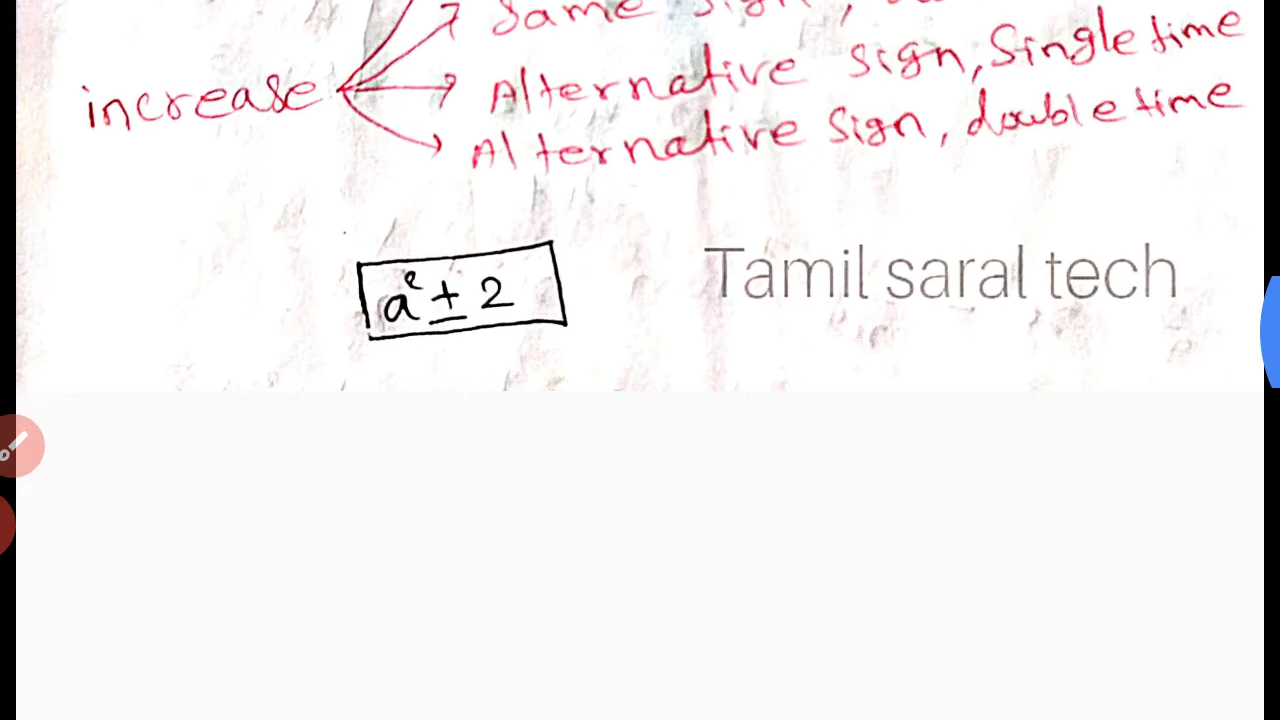 Same sign,
increase
Alternative sign, Single time
Alternative sign, double time
a² ± 2
Tamil saral tech